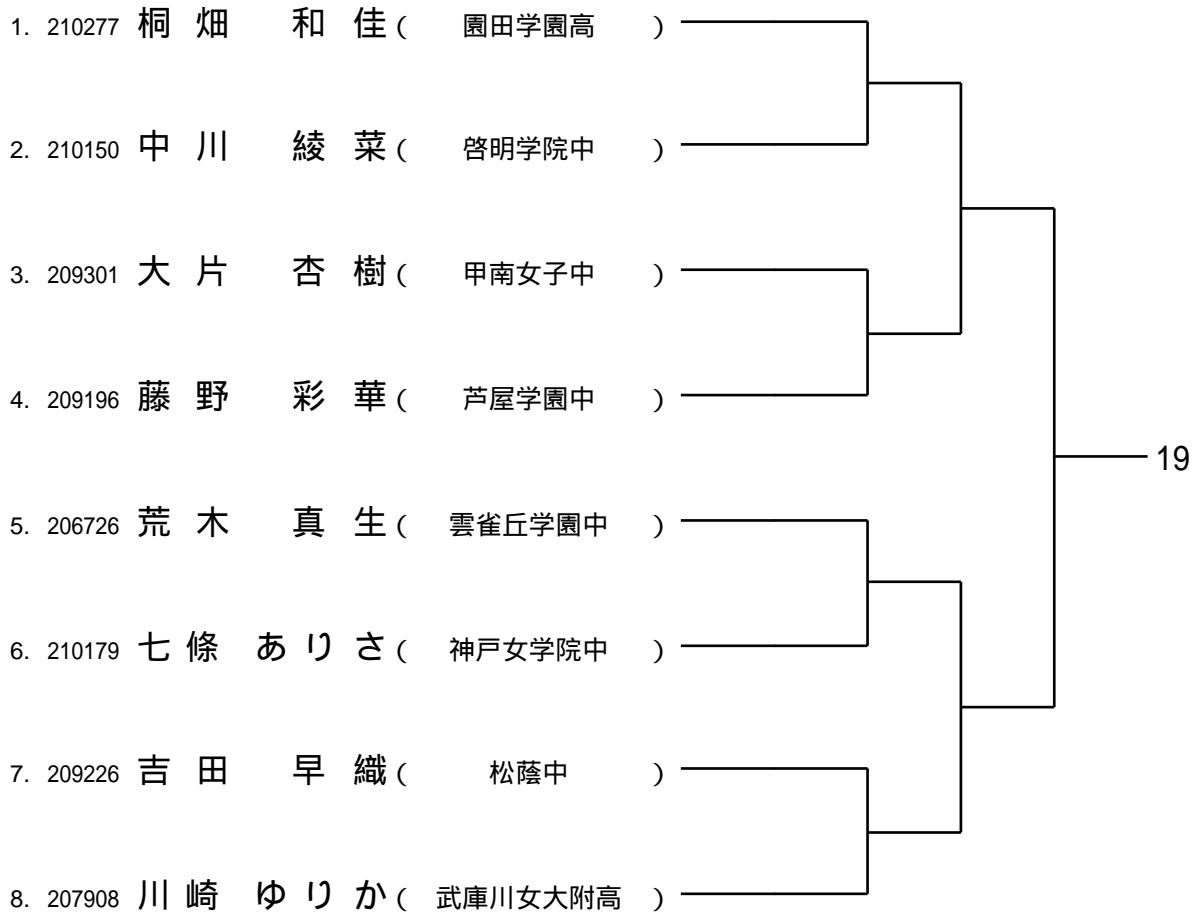 1. 210277 桐 畑 和 佳 ( 園田学園高 )
2. 210150 中 川 綾 菜 ( 啓明学院中 )
3. 209301 大 片 杏 樹 ( 甲南女子中 )
4. 209196 藤 野 彩 華 ( 芦屋学園中 )
19
5. 206726 荒 木 真 生 ( 雲雀丘学園中 )
6. 210179 七 條 あ り さ ( 神戸女学院中 )
7. 209226 吉 田 早 織 ( 松蔭中 )
8. 207908 川 崎 ゆ り か ( 武庫川女大附高 )